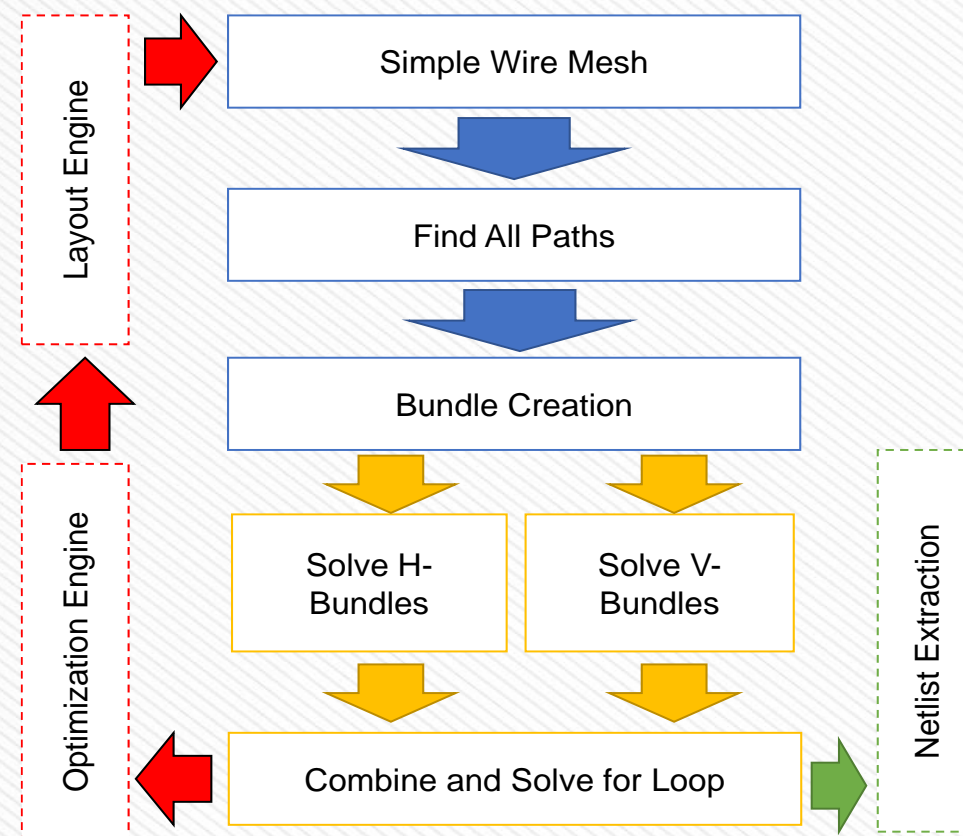 Layout Engine
Simple Wire Mesh
Find All Paths
Bundle Creation
Optimization Engine
Solve H-
Bundles
Solve V-
Bundles
Netlist Extraction
Combine and Solve for Loop